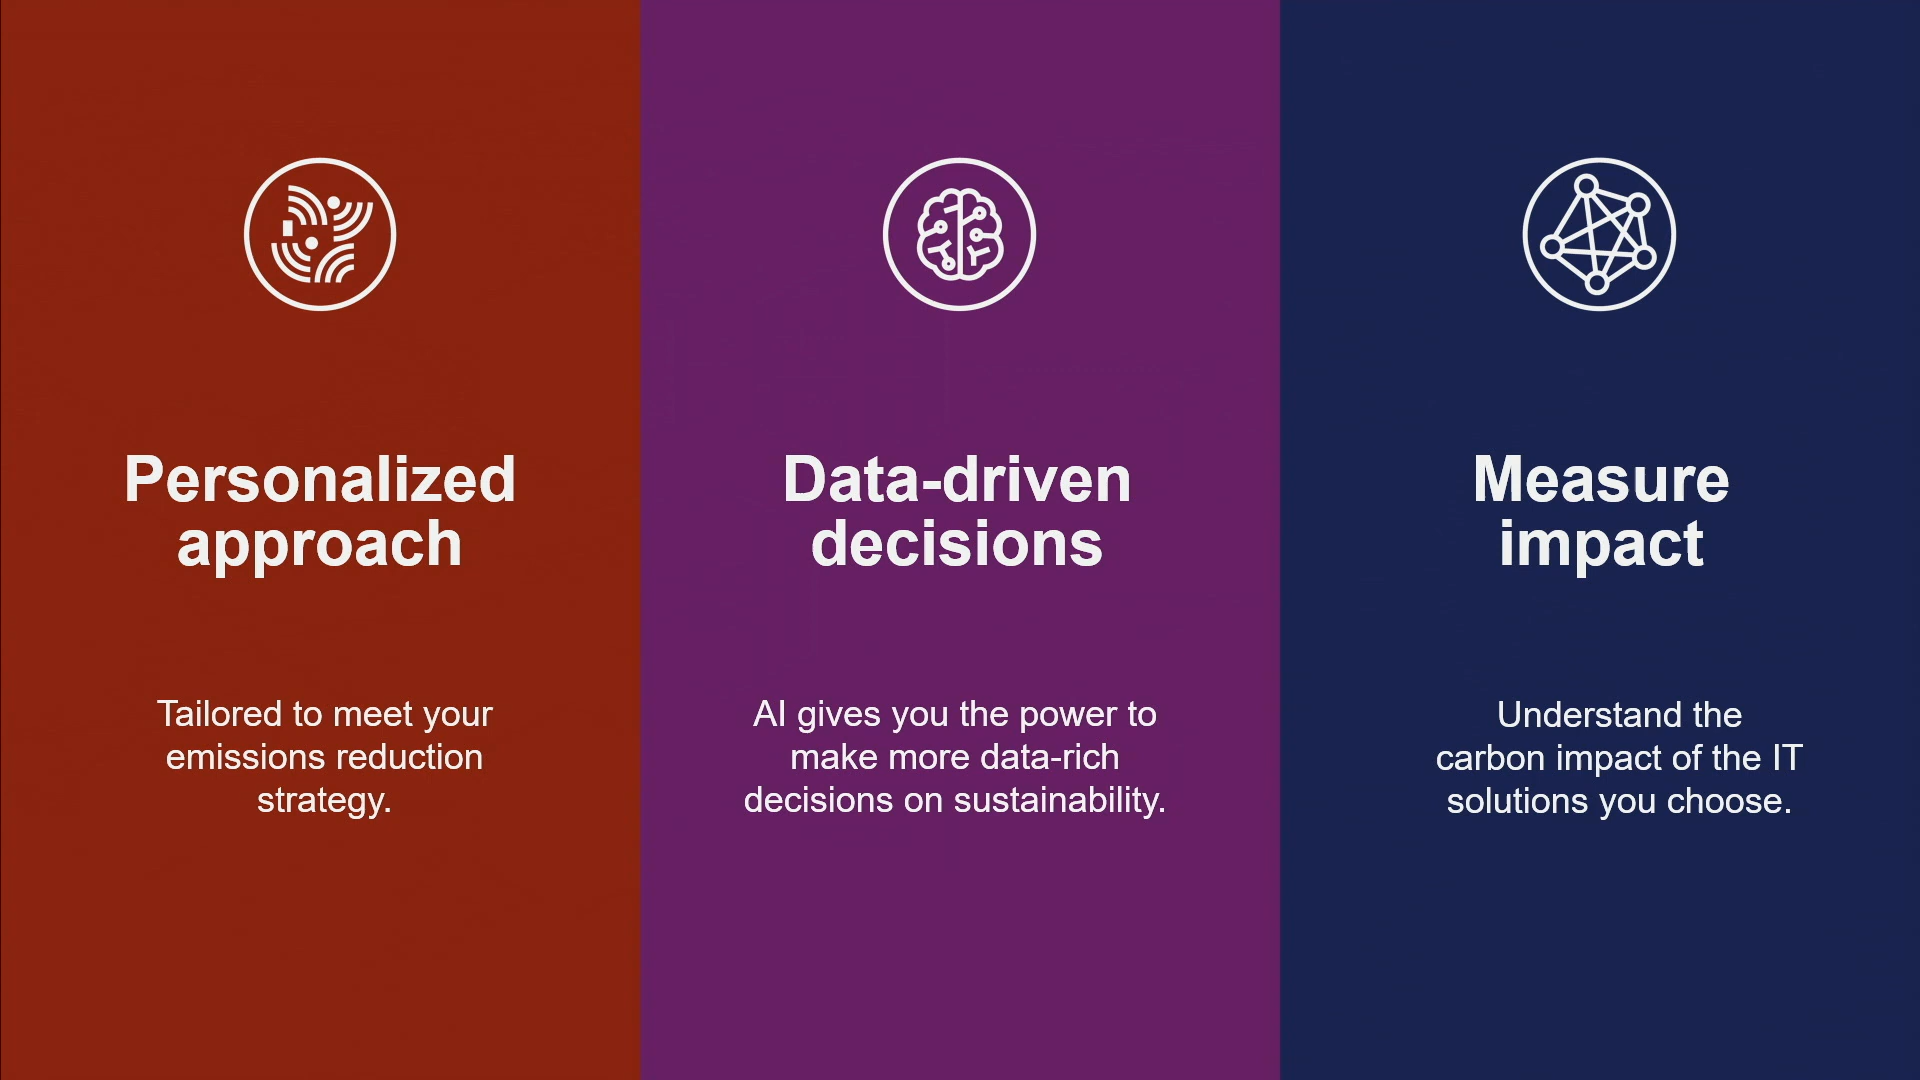 Personalized
approach
Tailored to meet your
emissions reduction
strategy.
Data-driven
decisions
AI gives you the power to
make more data-rich
decisions on sustainability.
Measure
impact
Understand the
carbon impact of the IT
solutions you choose.